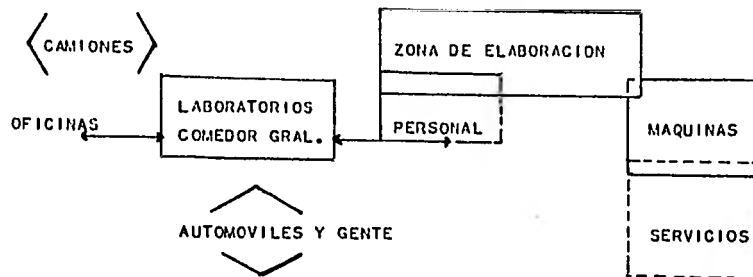 CAMIONES
ZONA DE ELABORACION
LABORATORIOS
COMEDOR GRAL.
OFICINAS
PERSONAL
MAQUINAS
AUTOMOVILES Y GENTE
SERVICIOS